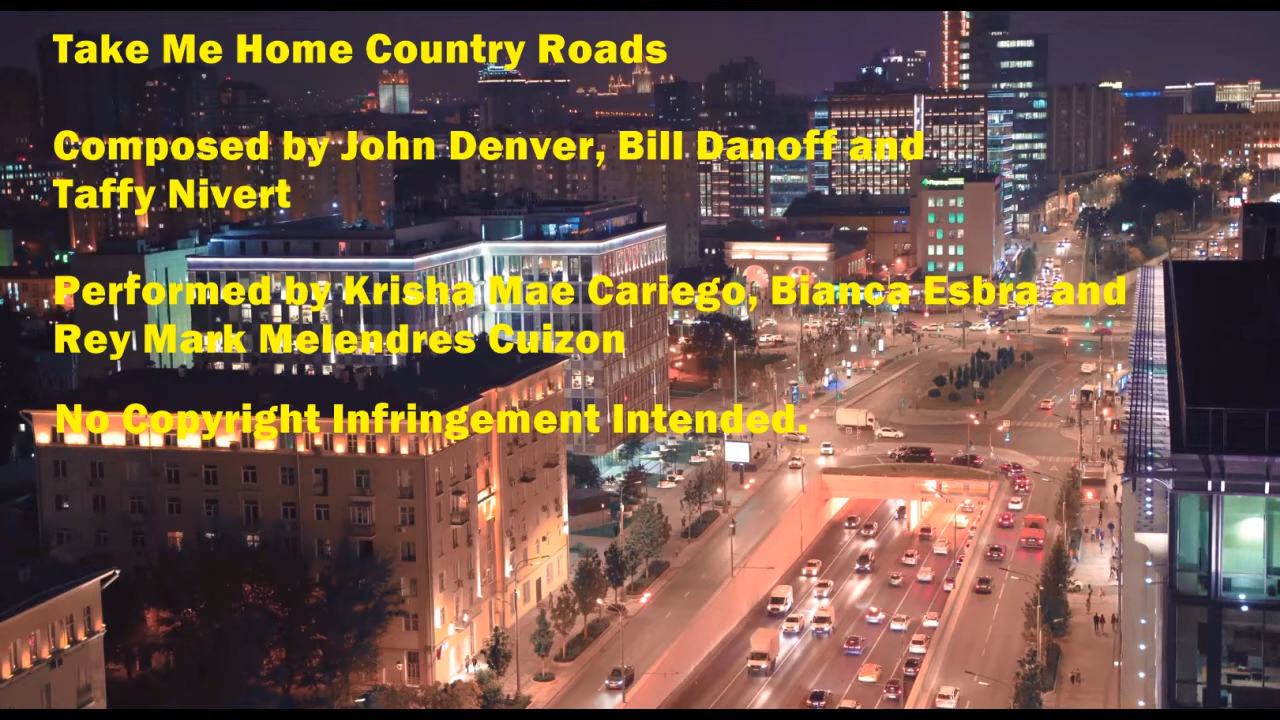 Take Me Home Country Roads
Composed by John Denver, Bill Danoff and
Taffy Nivert
Performed by Krisha Mae Cariego, Bianca Esbra and
Rey Mark Melendres Cuizon
No Copyright Infringement Intended.